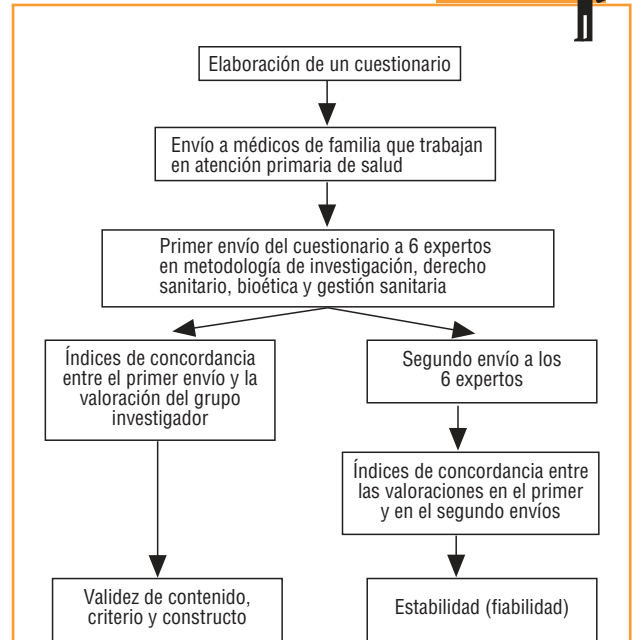 Elaboración de un cuestionario
Envío a médicos de familia que trabajan
en atención primaria de salud
Primer envío del cuestionario a 6 expertos
en metodología de investigación, derecho
sanitario, bioética y gestión sanitaria
Índices de concordancia
entre el primer envío y la
valoración del grupo
investigador
Segundo envío a los
6 expertos
Índices de concordancia entre
las valoraciones en el primer
y en el segundo envíos
Validez de contenido,
criterio y constructo
Estabilidad (fiabilidad)